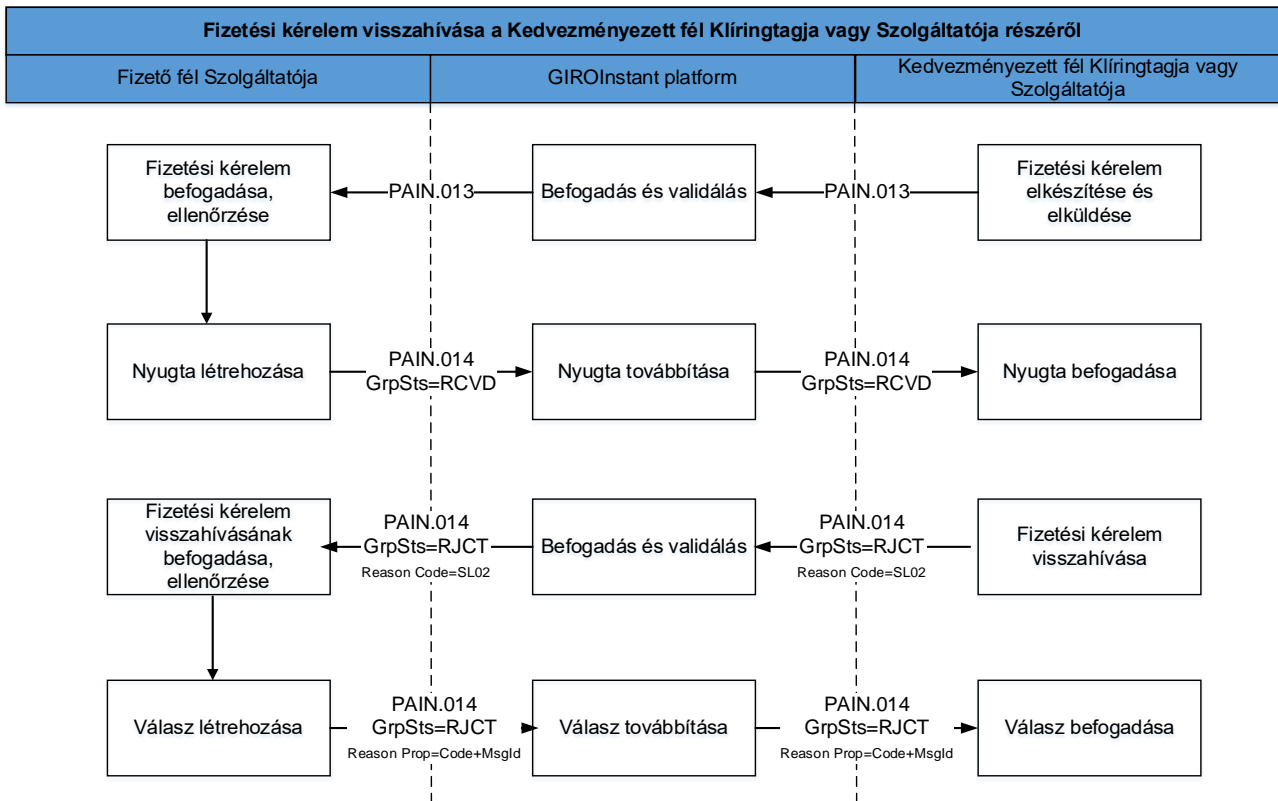 Fizetési kérelem visszahívása a Kedvezményezett fél Klíringtagja vagy Szolgáltatója részéről
Fizető fél Szolgáltatója
GIROInstant platform
Kedvezményezett fél Klíringtagja vagy
Szolgáltatója
Fizetési kérelem
befogadása,
ellenőrzése
PAIN.013
Befogadás és validálás
PAIN.013
Fizetési kérelem
elkészítése és
elküldése
Nyugta létrehozása
PAIN.014
GrpSts=RCVD
Nyugta továbbítása
PAIN.014
GrpSts=RCVD
Nyugta befogadása
Fizetési kérelem
visszahívásának
befogadása,
ellenőrzése
PAIN.014
GrpSts=RJCT
Reason Code=SL02
Befogadás és validálás
PAIN.014
GrpSts=RJCT
Reason Code=SL02
Fizetési kérelem
visszahívása
Válasz létrehozása
PAIN.014
GrpSts=RJCT
Reason Prop=Code+MsgId
Válasz továbbítása
PAIN.014
GrpSts=RJCT
Reason Prop=Code+MsgId
Válasz befogadása